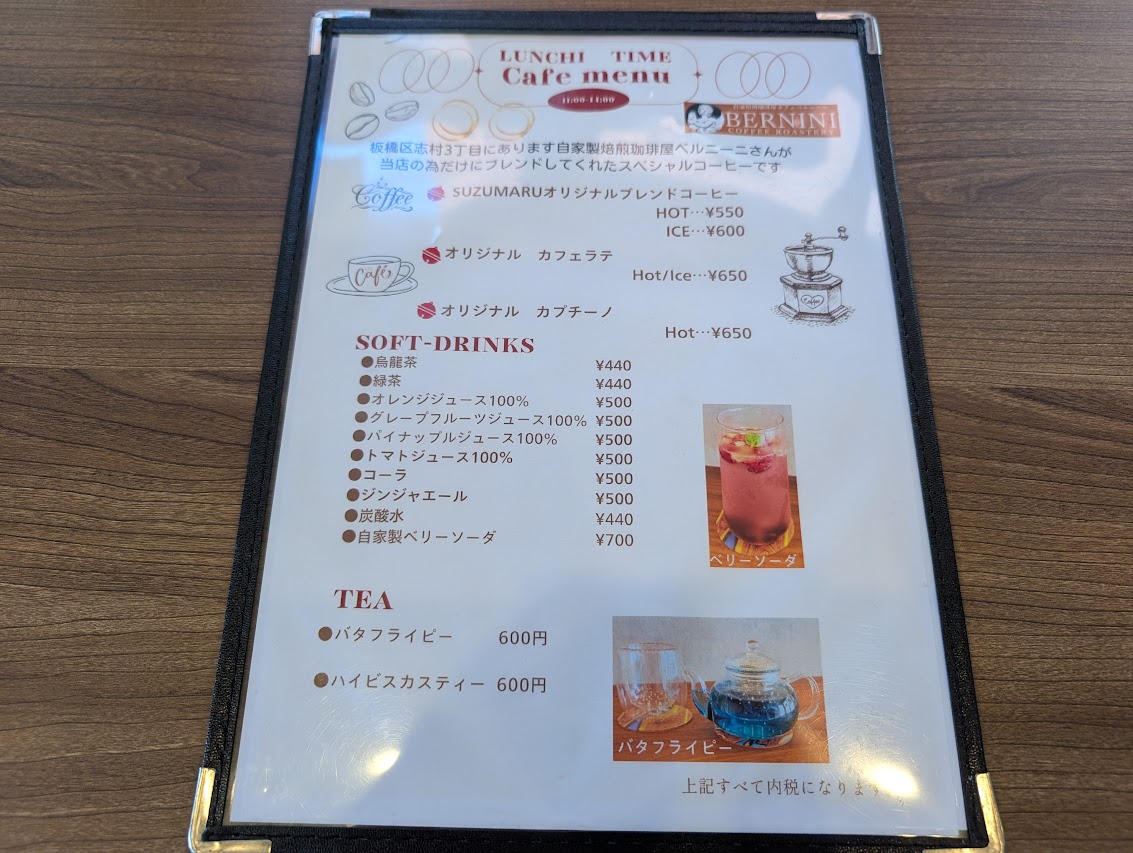 LUNCHI TIME
Cafe menu
11:00-14:00
BERNINI
COFFEE ROASTERY
板橋区志村3丁目にあります自家製焙煎珈琲屋ベルニーニさんが
当店の為だけにブレンドしてくれたスペシャルコーヒーです
Coffee
SUZUMARUオリジナルブレンドコーヒー
HOT…¥550
ICE…¥600
Café
オリジナル カフェラテ
Hot/Ice…¥650
オリジナル カプチーノ
Hot…¥650
Coffee
SOFT-DRINKS
●烏龍茶 ¥440
●緑茶 ¥440
●オレンジジュース100% ¥500
●グレープフルーツジュース100% ¥500
●パイナップルジュース100% ¥500
●トマトジュース100% ¥500
●コーラ ¥500
●ジンジャエール ¥500
●炭酸水 ¥440
●自家製ベリーソーダ ¥700
ベリーソーダ
TEA
●バタフライピー 600円
●ハイビスカスティー 600円
バタフライピー
上記すべて内税になります